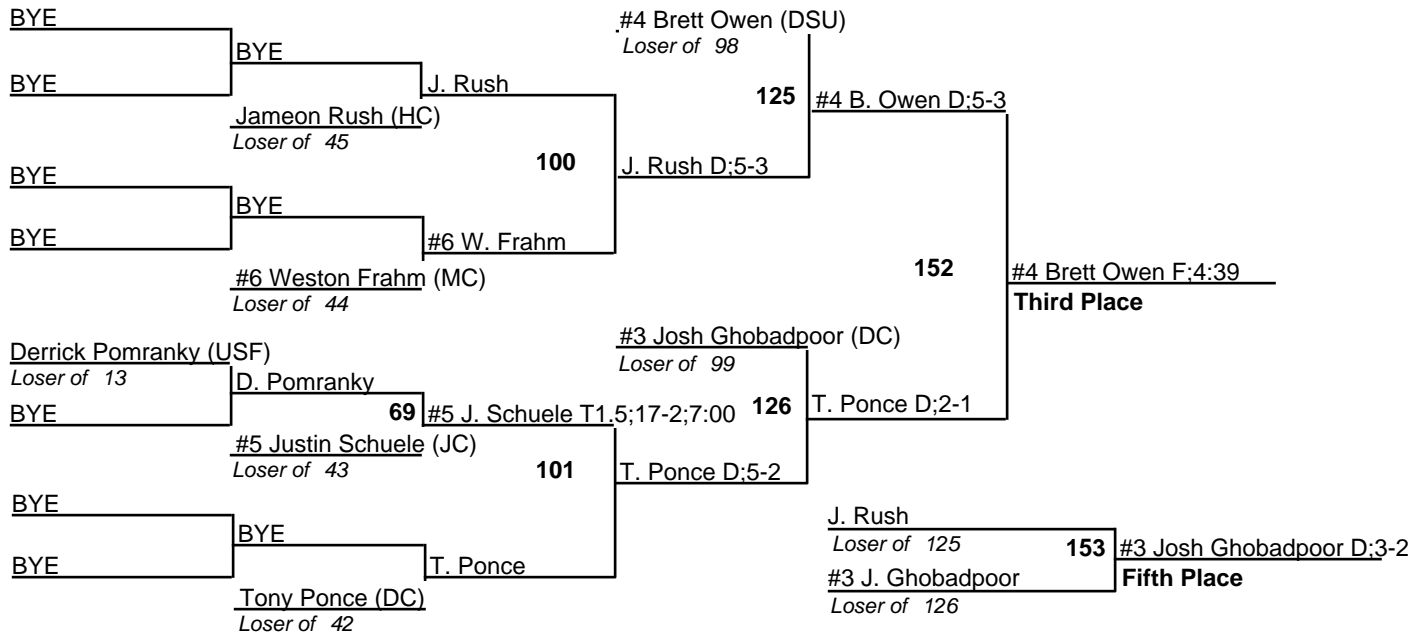 BYE
#4 Brett Owen (DSU)
Loser of 98
BYE
BYE
J. Rush
125
#4 B. Owen D;5-3
Jameon Rush (HC)
Loser of 45
100
J. Rush D;5-3
BYE
BYE
BYE
#6 W. Frahm
#6 Weston Frahm (MC)
Loser of 44
152
#4 Brett Owen F;4:39
Third Place
Derrick Pomranky (USF)
Loser of 13
#3 Josh Ghobadpoor (DC)
Loser of 99
D. Pomranky
BYE
69
#5 J. Schuele T1.5;17-2;7:00
126
T. Ponce D;2-1
#5 Justin Schuele (JC)
Loser of 43
101
T. Ponce D;5-2
BYE
BYE
BYE
T. Ponce
Tony Ponce (DC)
Loser of 42
J. Rush
Loser of 125
153
#3 Josh Ghobadpoor D;3-2
#3 J. Ghobadpoor
Fifth Place
Loser of 126